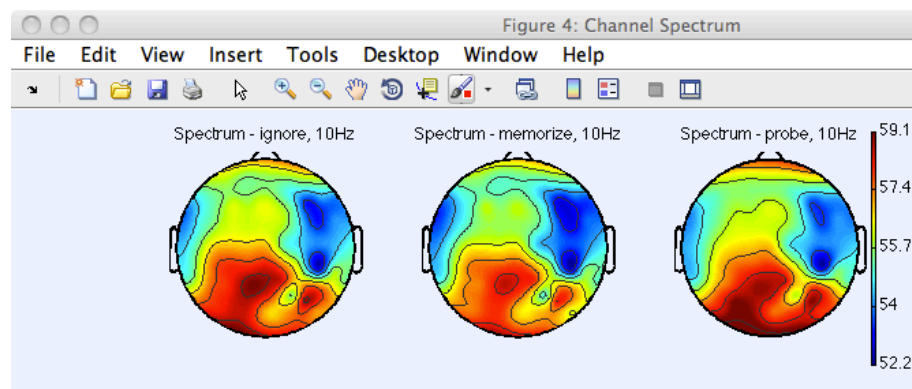 Figure 4: Channel Spectrum
File Edit View Insert Tools Desktop Window Help
Spectrum - ignore, 10Hz
Spectrum - memorize, 10Hz
Spectrum - probe, 10Hz
59.1
57.4
55.7
54
52.2